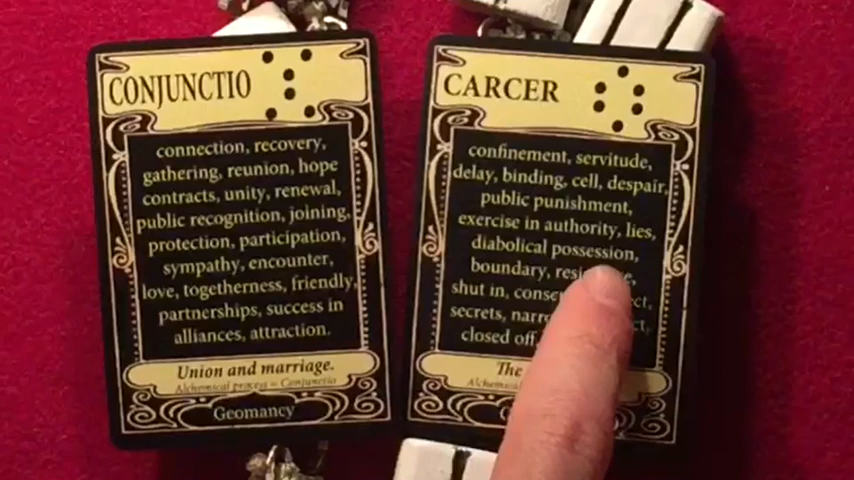 CONJUNCTIO
connection, recovery,
gathering, reunion, hope
contracts, unity, renewal,
public recognition, joining,
protection, participation,
sympathy, encounter,
love, togetherness, friendly,
partnerships, success in
alliances, attraction.
Union and marriage.
Alchemical process = Conjunctio
Geomancy
CARCER
confinement, servitude,
delay, binding, cell, despair,
public punishment,
exercise in authority, lies,
diabolical possession,
boundary,
shut in,
secrets,
closed off
The